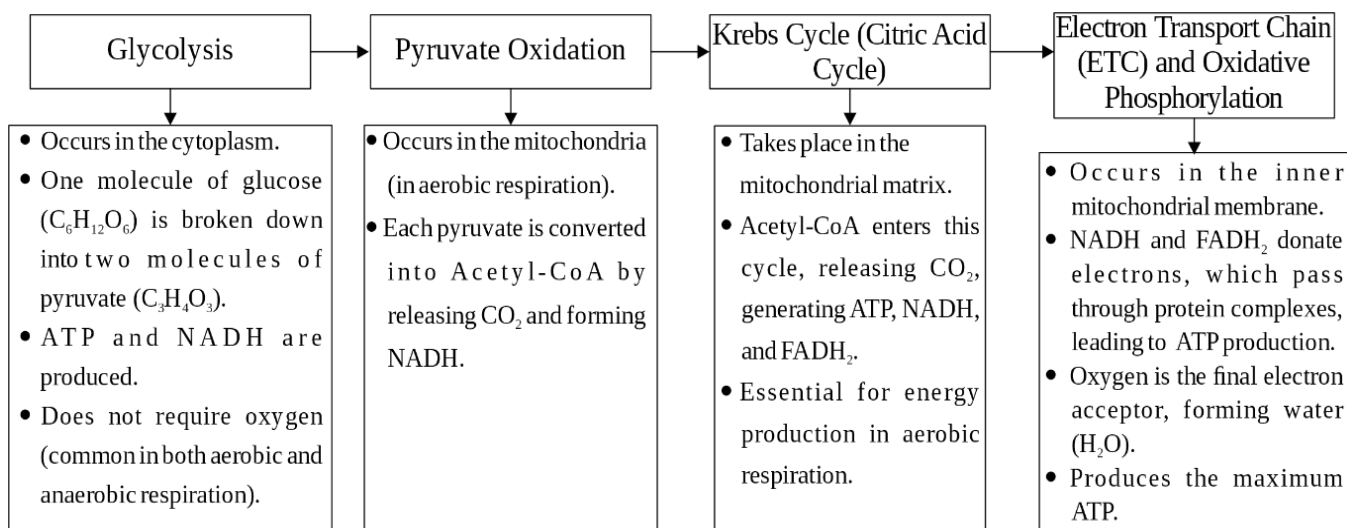 Glycolysis
Pyruvate Oxidation
Krebs Cycle (Citric Acid
Cycle)
Electron Transport Chain
(ETC) and Oxidative
Phosphorylation
• Occurs in the cytoplasm.
• One molecule of glucose
(C₆H₁₂O₆) is broken down
into two molecules of
pyruvate (C₃H₄O₃).
• ATP and NADH are
produced.
• Does not require oxygen
(common in both aerobic and
anaerobic respiration).
• Occurs in the mitochondria
(in aerobic respiration).
• Each pyruvate is converted
into Acetyl-CoA by
releasing CO₂ and forming
NADH.
• Takes place in the
mitochondrial matrix.
• Acetyl-CoA enters this
cycle, releasing CO₂,
generating ATP, NADH,
and FADH₂.
• Essential for energy
production in aerobic
respiration.
• Occurs in the inner
mitochondrial membrane.
• NADH and FADH₂ donate
electrons, which pass
through protein complexes,
leading to ATP production.
• Oxygen is the final electron
acceptor, forming water
(H₂O).
• Produces the maximum
ATP.